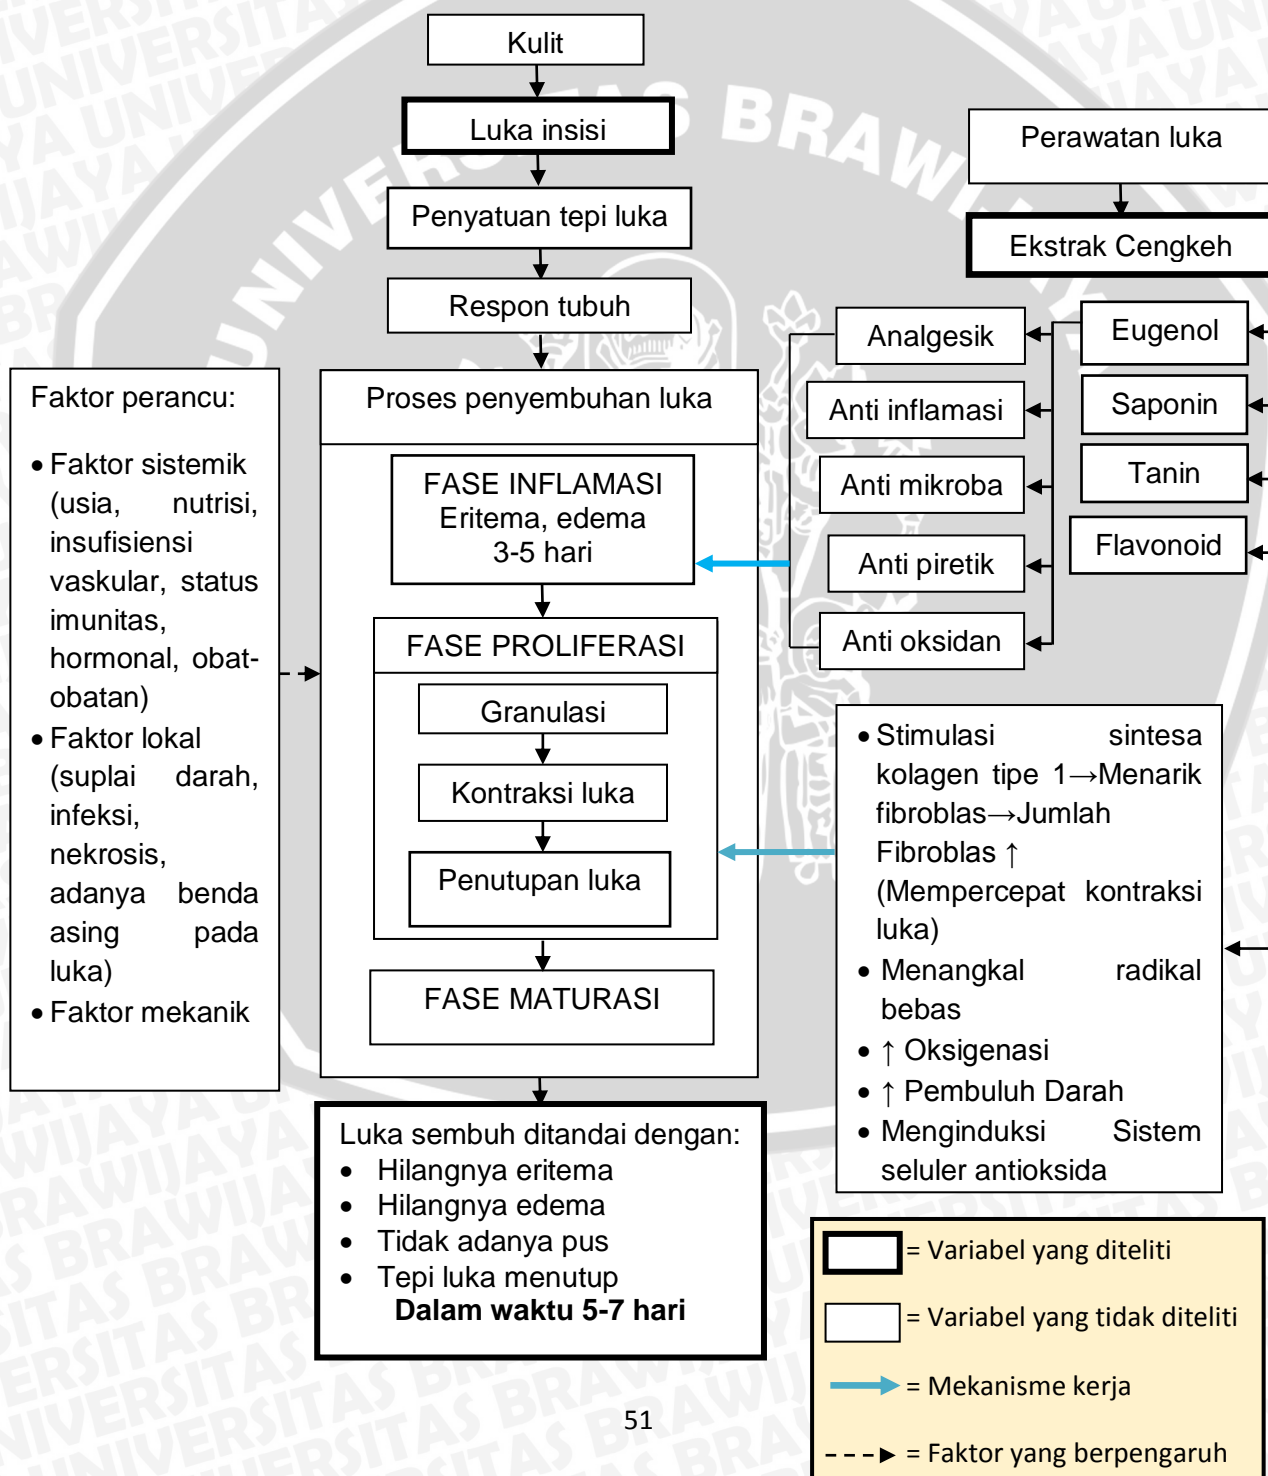 Kulit
Luka insisi
Penyatuan tepi luka
Respon tubuh
Perawatan luka
Ekstrak Cengkeh
Analgesik
Anti inflamasi
Anti mikroba
Anti piretik
Anti oksidan
Eugenol
Saponin
Tanin
Flavonoid
Faktor perancu:
• Faktor sistemik
(usia, nutrisi,
insufisiensi
vaskular, status
imunitas,
hormonal, obat-
obatan)
• Faktor lokal
(suplai darah,
infeksi,
nekrosis,
adanya benda
asing pada
luka)
• Faktor mekanik
Proses penyembuhan luka
FASE INFLAMASI
Eritema, edema
3-5 hari
FASE PROLIFERASI
Granulasi
Kontraksi luka
Penutupan luka
FASE MATURASI
• Stimulasi sintesa
kolagen tipe 1→Menarik
fibroblas→Jumlah
Fibroblas ↑
(Mempercepat kontraksi
luka)
• Menangkal radikal
bebas
• ↑ Oksigenasi
• ↑ Pembuluh Darah
• Menginduksi Sistem
seluler antioksida
Luka sembuh ditandai dengan:
• Hilangnya eritema
• Hilangnya edema
• Tidak adanya pus
• Tepi luka menutup
Dalam waktu 5-7 hari
= Variabel yang diteliti
= Variabel yang tidak diteliti
= Mekanisme kerja
= Faktor yang berpengaruh
51
UNIVERSITAS BRAWIJAYA